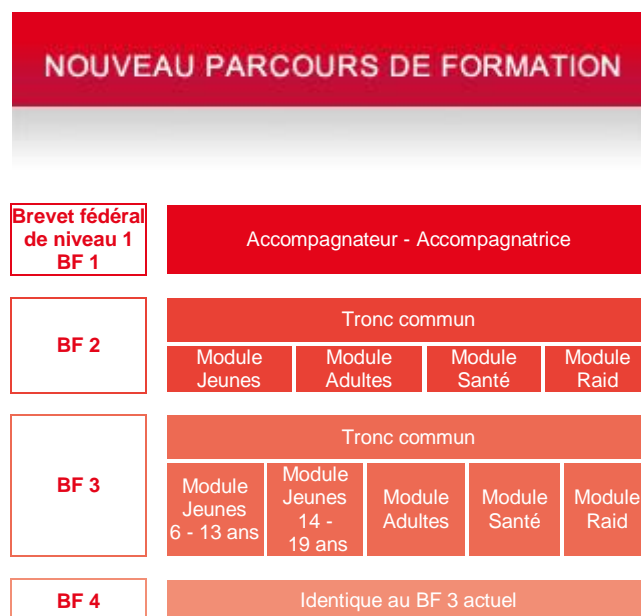 NOUVEAU PARCOURS DE FORMATION
Brevet fédéral
de niveau 1
BF 1
Accompagnateur - Accompagnatrice
BF 2
Tronc commun
Module
Jeunes
Module
Adultes
Module
Santé
Module
Raid
BF 3
Tronc commun
Module
Jeunes
6 - 13 ans
Module
Jeunes
14 -
19 ans
Module
Adultes
Module
Santé
Module
Raid
BF 4
Identique au BF 3 actuel